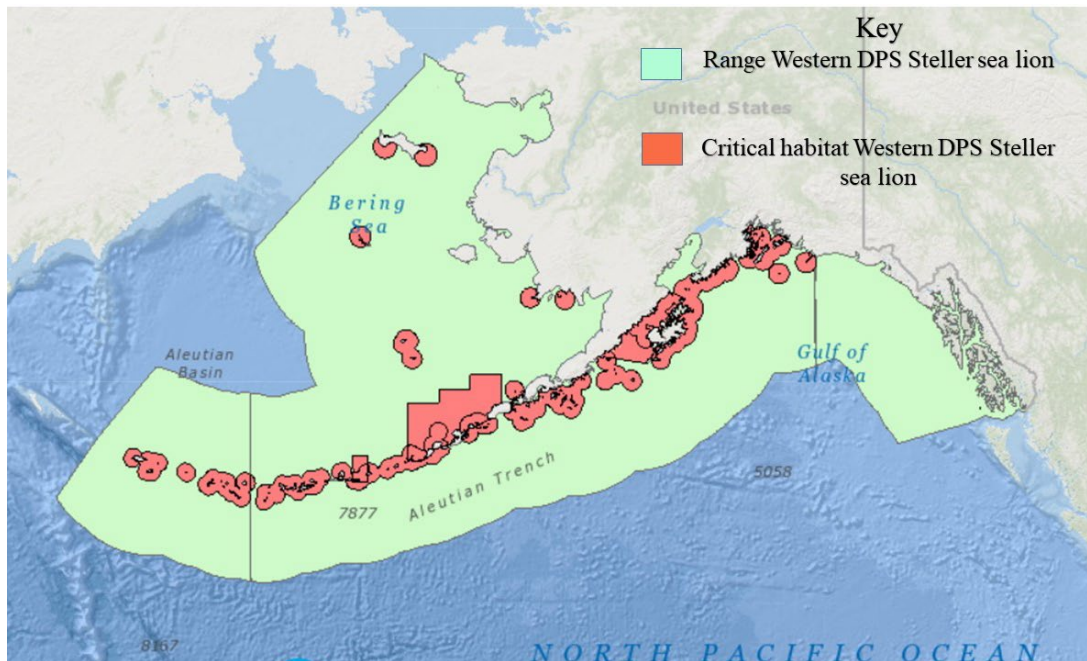 Key
Range Western DPS Steller sea lion
United States
Critical habitat Western DPS Steller
sea lion
Bering
Sea
Aleutian
Basin
Gulf of
Alaska
Aleutian Trench
5058
7877
8167
NORTH PACIFIC OCEAN